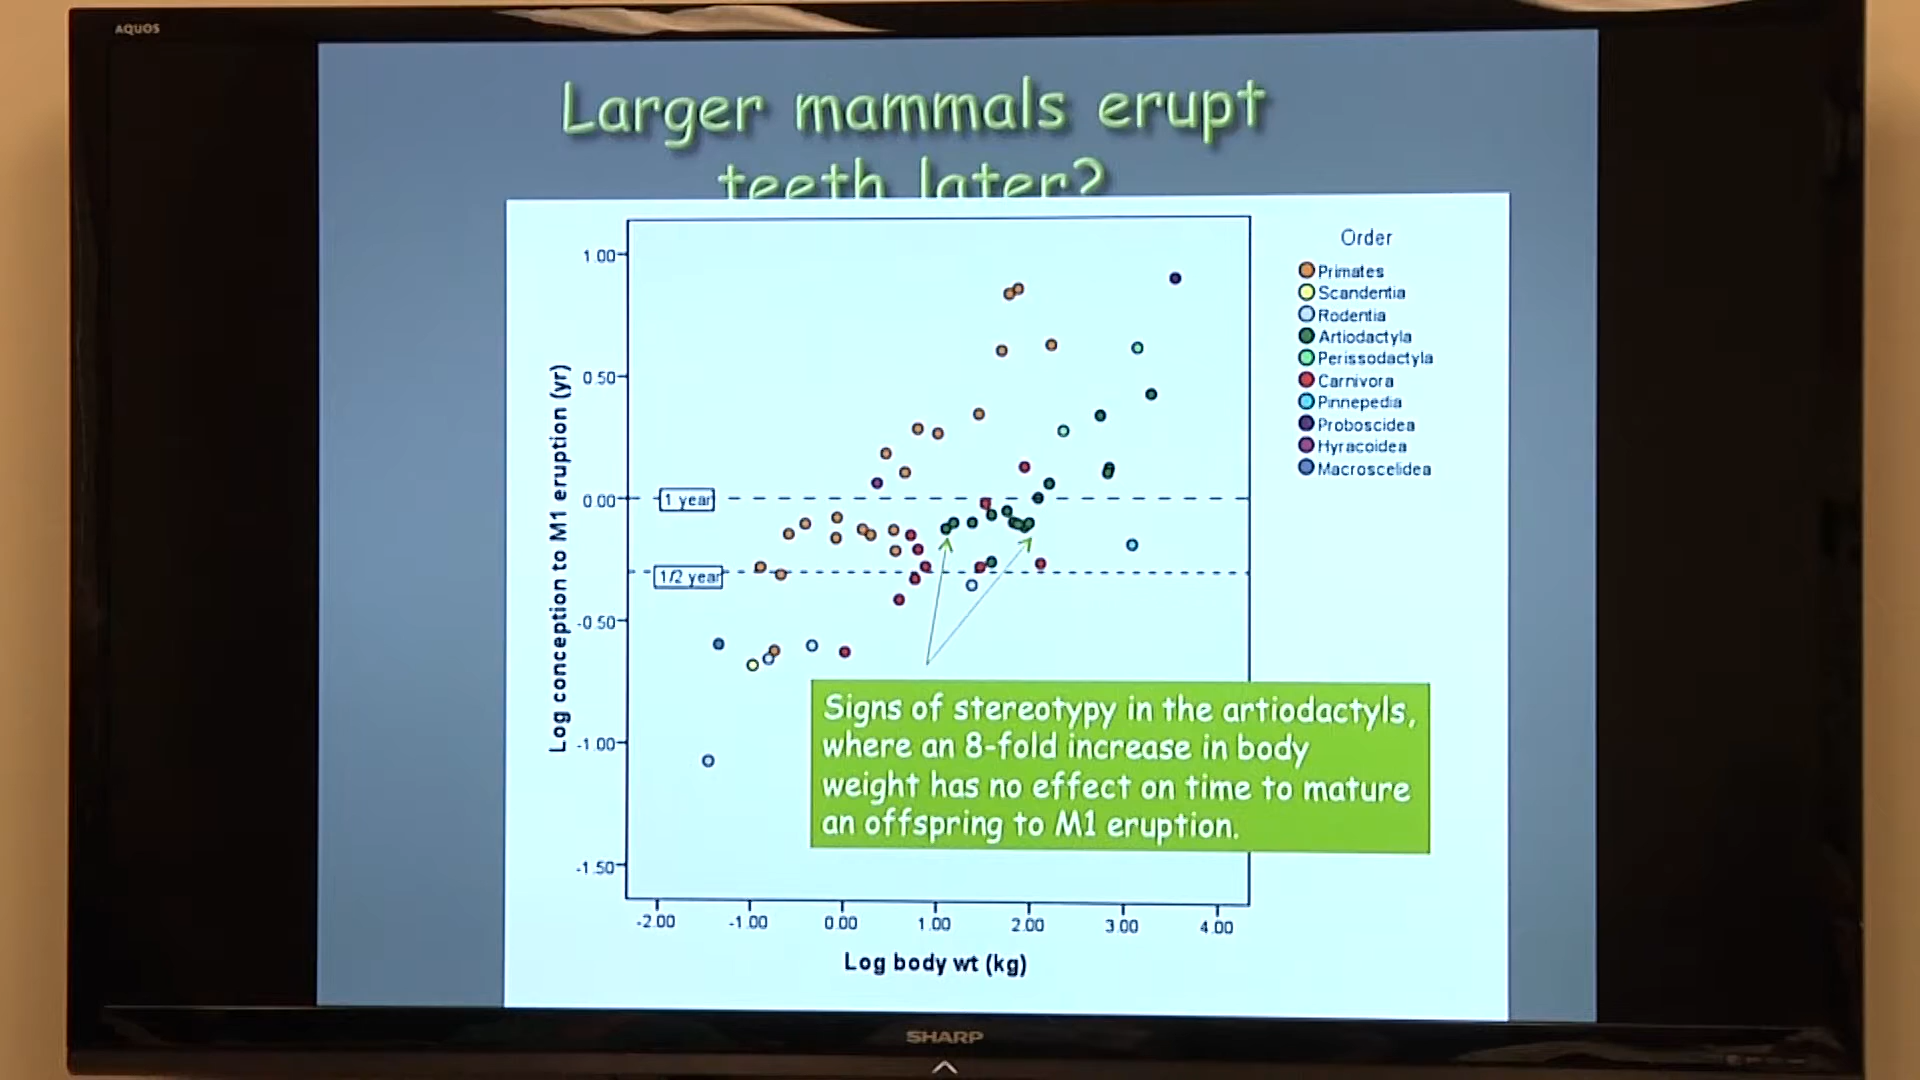 AQUOS
Larger mammals erupt
teeth later?
Order
Primates
Scandentia
Rodentia
Artiodactyla
Perissodactyla
Carnivora
Pinnepedia
Proboscidea
Hyracoidea
Macroscelidea
Log conception to M1 eruption (yr)
1.00
0.50
0.00
-0.50
-1.00
-1.50
1 year
1/2 year
Signs of stereotypy in the artiodactyls,
where an 8-fold increase in body
weight has no effect on time to mature
an offspring to M1 eruption.
-2.00 -1.00 0.00 1.00 2.00 3.00 4.00
Log body wt (kg)
SHARP